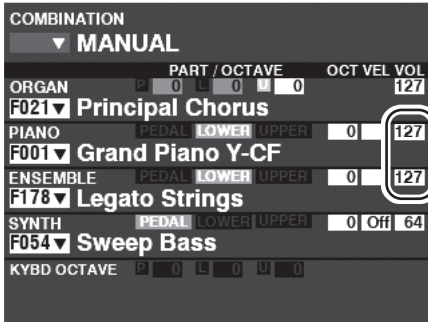 COMBINATION
▼ MANUAL
PART / OCTAVE OCT VEL VOL
ORGAN P 0 L 0 U 0 127
F021▼ Principal Chorus
PIANO PEDAL LOWER UPPER 0 127
F001▼ Grand Piano Y-CF
ENSEMBLE PEDAL LOWER UPPER 0 127
F178▼ Legato Strings
SYNTH PEDAL LOWER UPPER 0 Off 64
F054▼ Sweep Bass
KYBD OCTAVE P 0 L 0 U 0